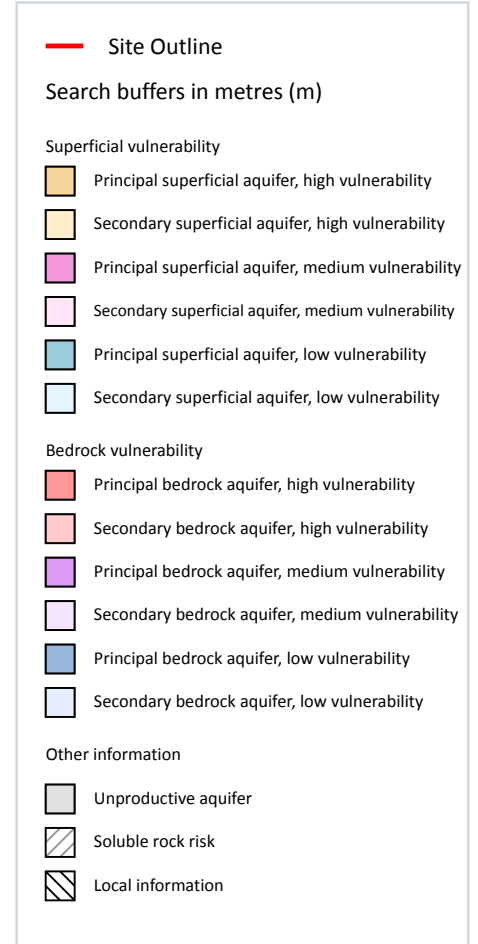 Site Outline
Search buffers in metres (m)
Superficial vulnerability
Principal superficial aquifer, high vulnerability
Secondary superficial aquifer, high vulnerability
Principal superficial aquifer, medium vulnerability
Secondary superficial aquifer, medium vulnerability
Principal superficial aquifer, low vulnerability
Secondary superficial aquifer, low vulnerability
Bedrock vulnerability
Principal bedrock aquifer, high vulnerability
Secondary bedrock aquifer, high vulnerability
Principal bedrock aquifer, medium vulnerability
Secondary bedrock aquifer, medium vulnerability
Principal bedrock aquifer, low vulnerability
Secondary bedrock aquifer, low vulnerability
Other information
Unproductive aquifer
Soluble rock risk
Local information